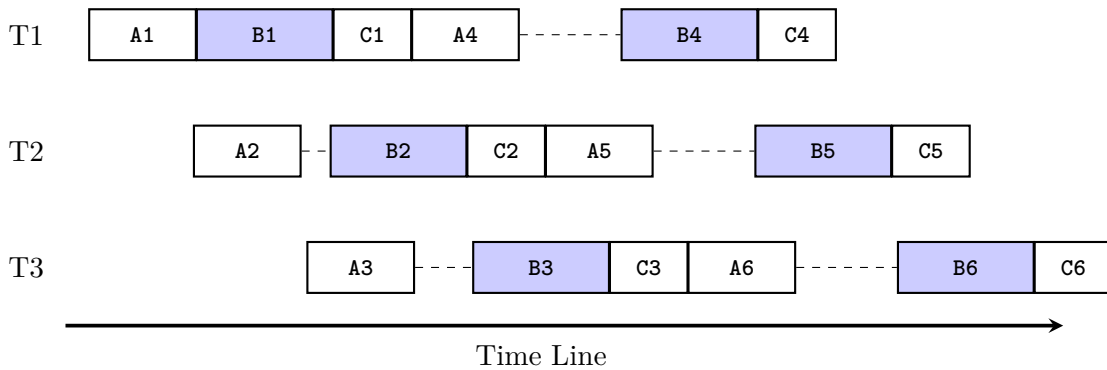 T1 A1 B1 C1 A4 B4 C4
T2 A2 B2 C2 A5 B5 C5
T3 A3 B3 C3 A6 B6 C6
Time Line